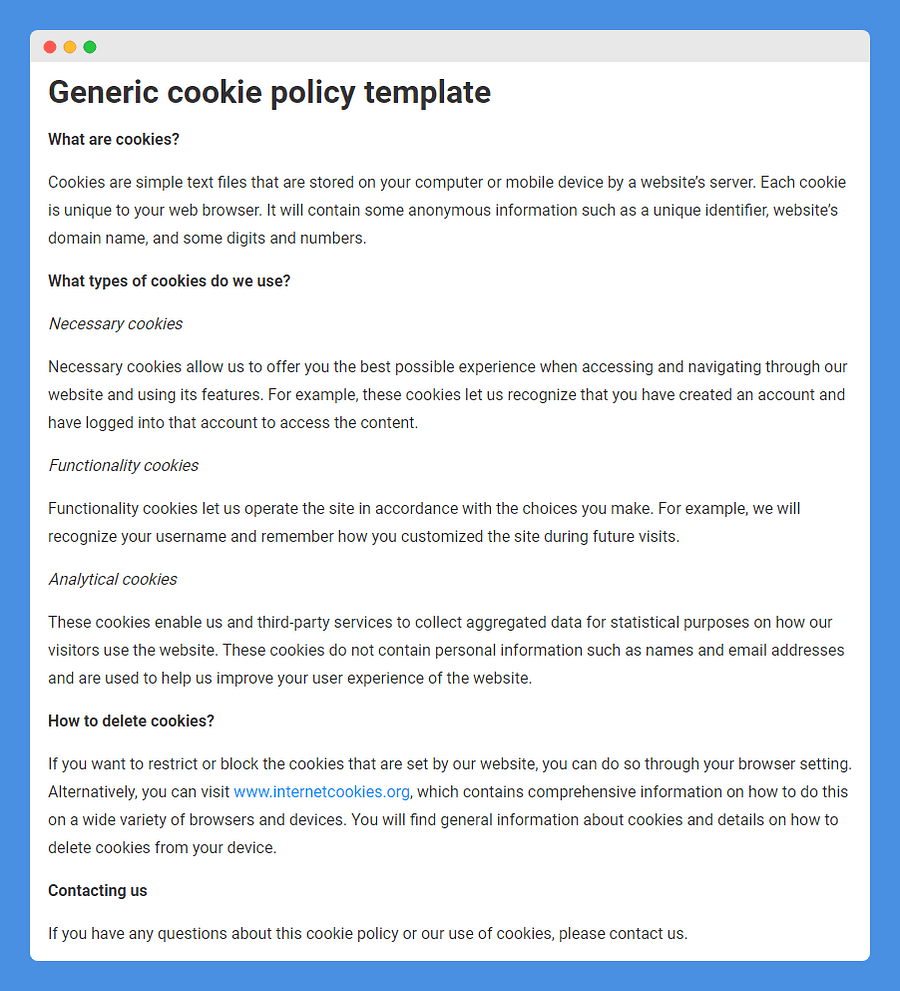 Generic cookie policy template
What are cookies?
Cookies are simple text files that are stored on your computer or mobile device by a website’s server. Each cookie
is unique to your web browser. It will contain some anonymous information such as a unique identifier, website’s
domain name, and some digits and numbers.
What types of cookies do we use?
Necessary cookies
Necessary cookies allow us to offer you the best possible experience when accessing and navigating through our
website and using its features. For example, these cookies let us recognize that you have created an account and
have logged into that account to access the content.
Functionality cookies
Functionality cookies let us operate the site in accordance with the choices you make. For example, we will
recognize your username and remember how you customized the site during future visits.
Analytical cookies
These cookies enable us and third-party services to collect aggregated data for statistical purposes on how our
visitors use the website. These cookies do not contain personal information such as names and email addresses
and are used to help us improve your user experience of the website.
How to delete cookies?
If you want to restrict or block the cookies that are set by our website, you can do so through your browser setting.
Alternatively, you can visit www.internetcookies.org, which contains comprehensive information on how to do this
on a wide variety of browsers and devices. You will find general information about cookies and details on how to
delete cookies from your device.
Contacting us
If you have any questions about this cookie policy or our use of cookies, please contact us.